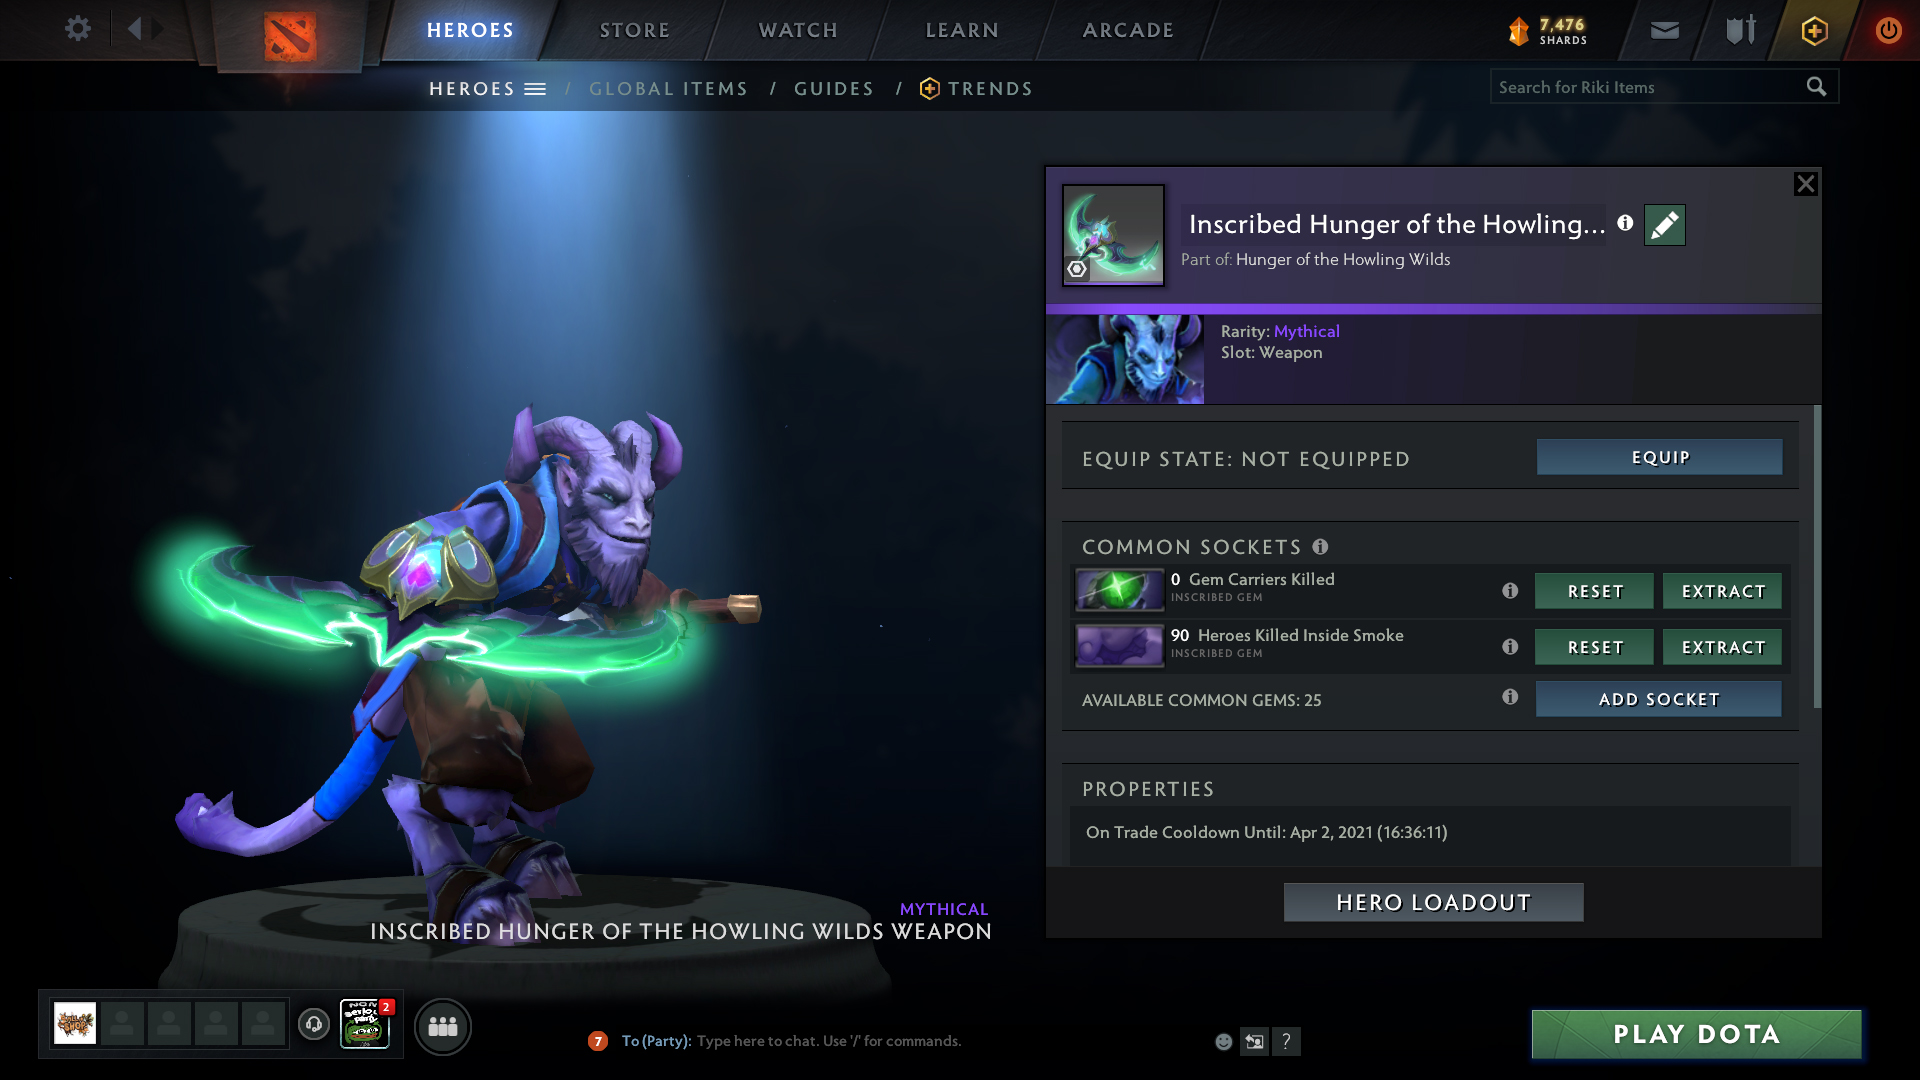 HEROES
STORE
WATCH
LEARN
ARCADE
7,476
SHARDS
HEROES / GLOBAL ITEMS / GUIDES / TRENDS
Search for Riki Items
Inscribed Hunger of the Howling...
Part of: Hunger of the Howling Wilds
Rarity: Mythical
Slot: Weapon
EQUIP STATE: NOT EQUIPPED
EQUIP
COMMON SOCKETS
0 Gem Carriers Killed
INSCRIBED GEM
RESET
EXTRACT
90 Heroes Killed Inside Smoke
INSCRIBED GEM
RESET
EXTRACT
AVAILABLE COMMON GEMS: 25
ADD SOCKET
PROPERTIES
On Trade Cooldown Until: Apr 2, 2021 (16:36:11)
HERO LOADOUT
MYTHICAL
INSCRIBED HUNGER OF THE HOWLING WILDS WEAPON
2
7
To (Party): Type here to chat. Use '/' for commands.
?
PLAY DOTA